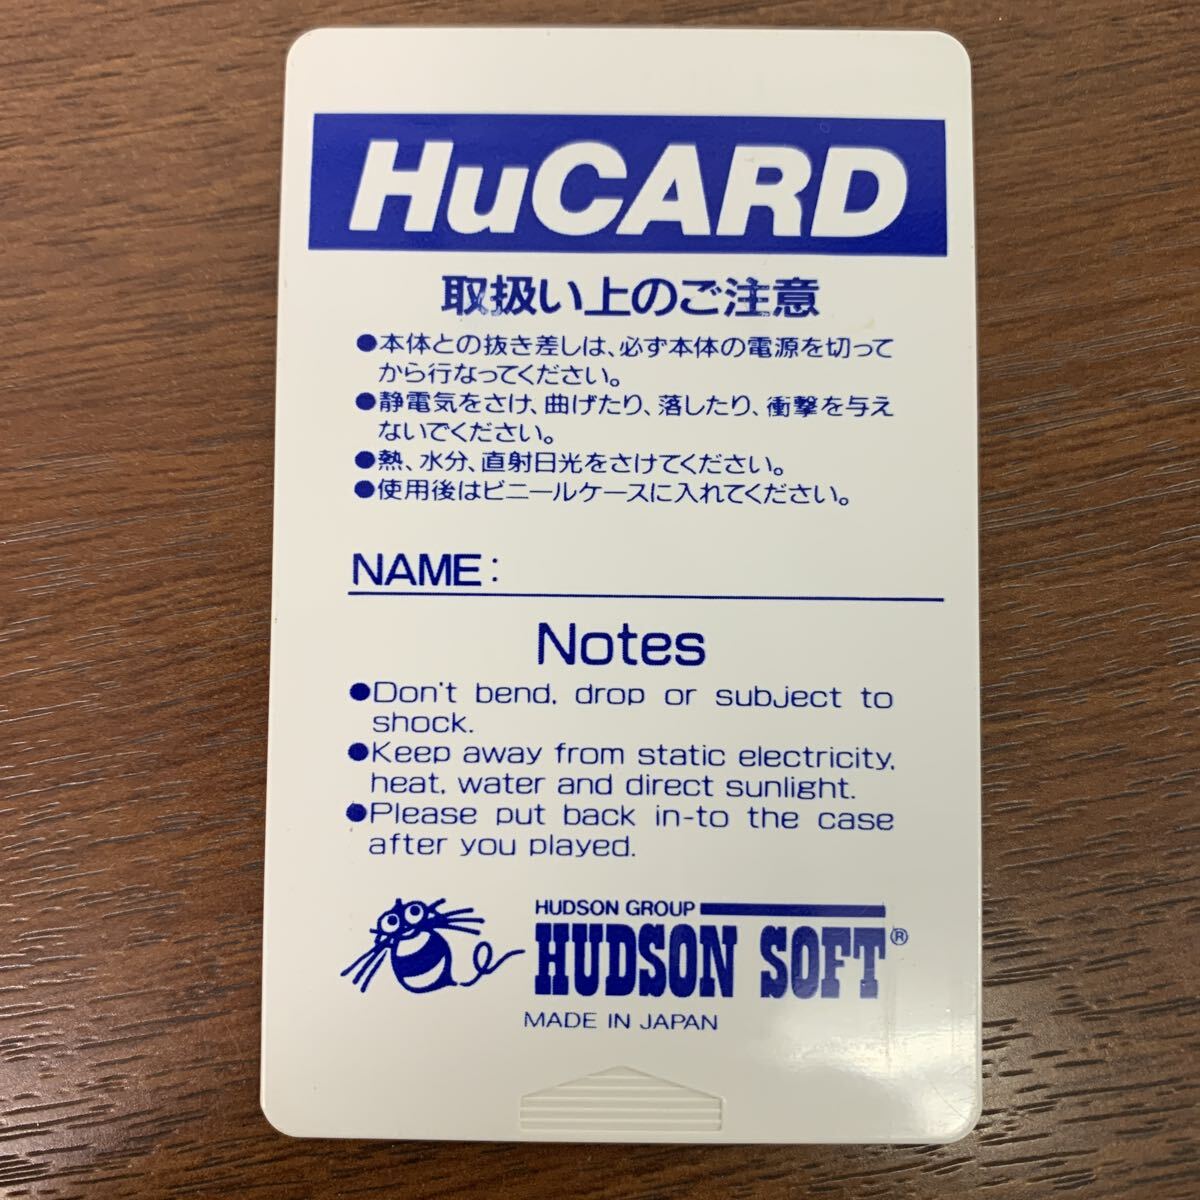 HuCARD
取扱い上のご注意
●本体との抜き差しは、必ず本体の電源を切って
から行なってください。
●静電気をさけ、曲げたり、落したり、衝撃を与え
ないでください。
●熱、水分、直射日光をさけてください。
●使用後はビニールケースに入れてください。
NAME:
Notes
●Don't bend, drop or subject to
shock.
●Keep away from static electricity,
heat, water and direct sunlight.
●Please put back in-to the case
after you played.
HUDSON GROUP
HUDSON SOFT®
MADE IN JAPAN